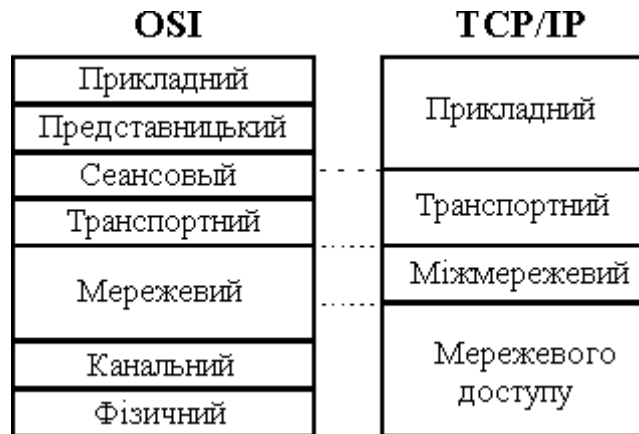 OSI
Прикладний
Представницький
Сеансовый
Транспортний
Мережевий
Канальний
Фізичний
TCP/IP
Прикладний
Транспортний
Міжмережевий
Мережевого
доступу